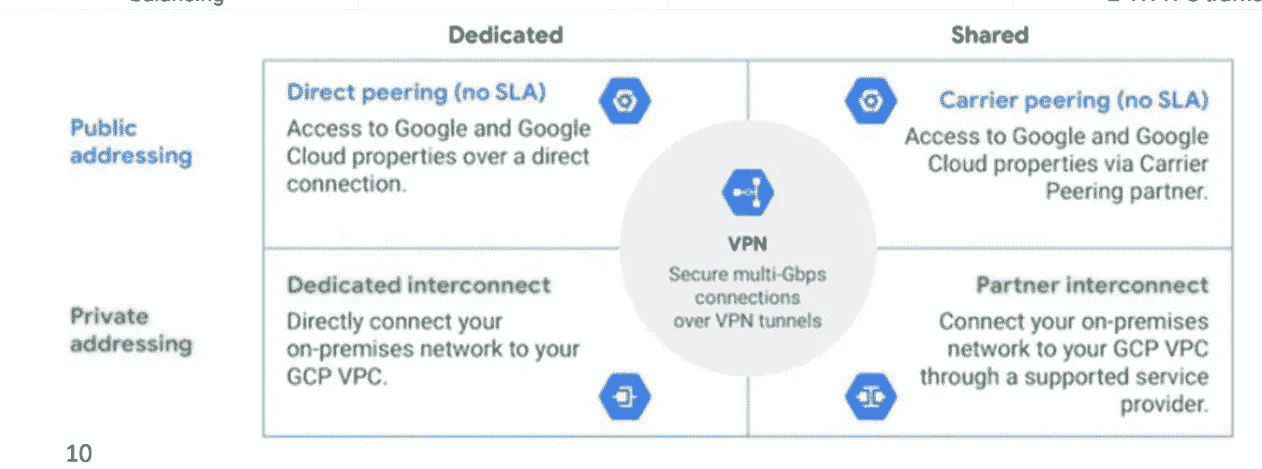 balancing
Dedicated
Shared
Public
addressing
Direct peering (no SLA)
Access to Google and Google
Cloud properties over a direct
connection.
Carrier peering (no SLA)
Access to Google and Google
Cloud properties via Carrier
Peering partner.
VPN
Secure multi-Gbps
connections
over VPN tunnels
Private
addressing
Dedicated interconnect
Directly connect your
on-premises network to your
GCP VPC.
Partner interconnect
Connect your on-premises
network to your GCP VPC
through a supported service
provider.
10